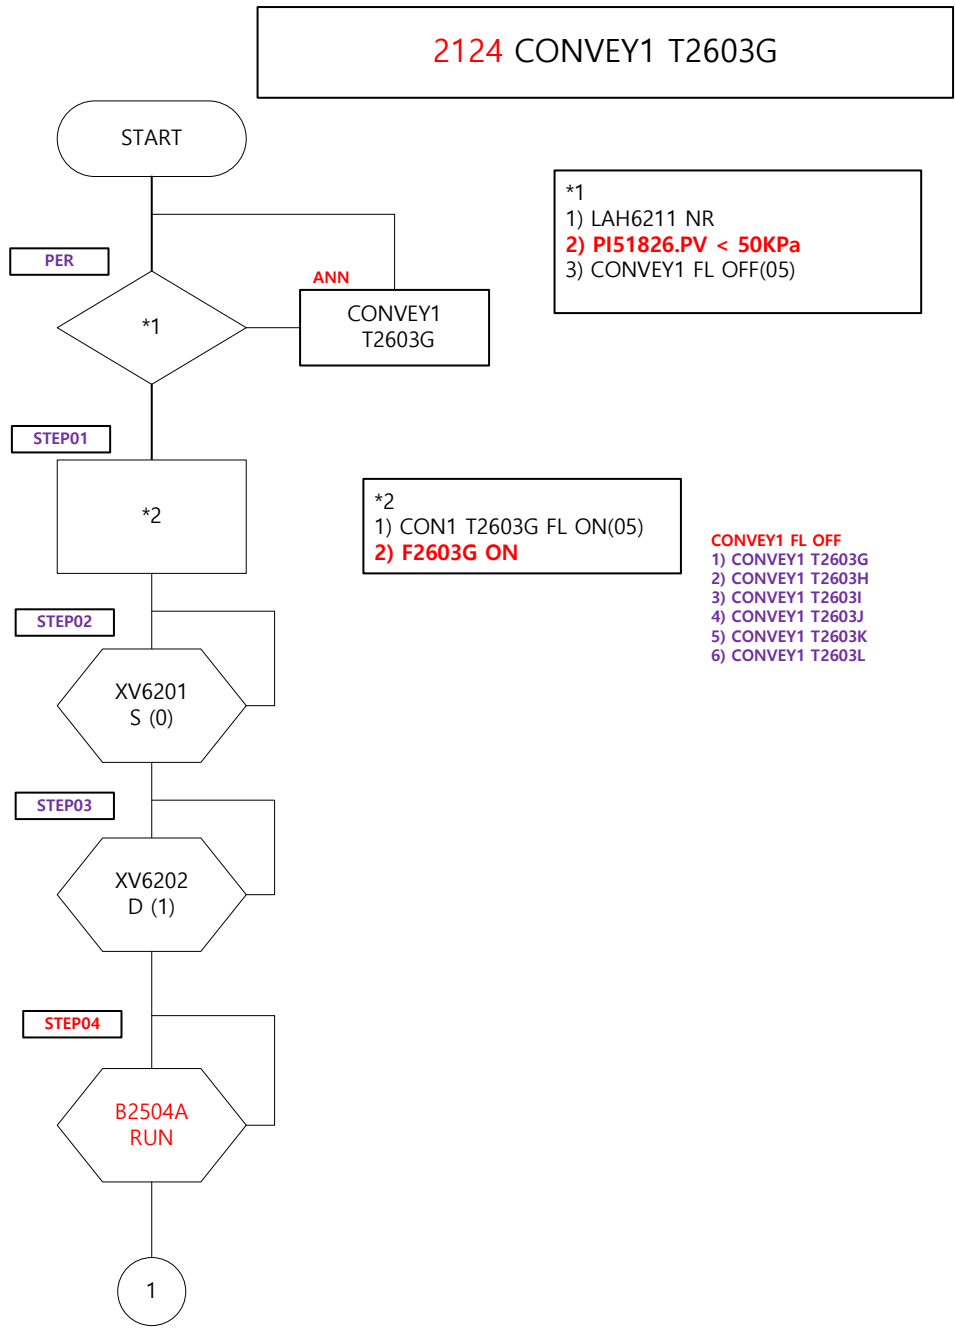 2124 CONVEY1 T2603G
START
*1
1) LAH6211 NR
2) PI51826.PV < 50KPa
3) CONVEY1 FL OFF(05)
PER
ANN
*1
CONVEY1
T2603G
STEP01
*2
*2
1) CON1 T2603G FL ON(05)
2) F2603G ON
CONVEY1 FL OFF
1) CONVEY1 T2603G
2) CONVEY1 T2603H
3) CONVEY1 T2603I
4) CONVEY1 T2603J
5) CONVEY1 T2603K
6) CONVEY1 T2603L
STEP02
XV6201
S (0)
STEP03
XV6202
D (1)
STEP04
B2504A
RUN
1